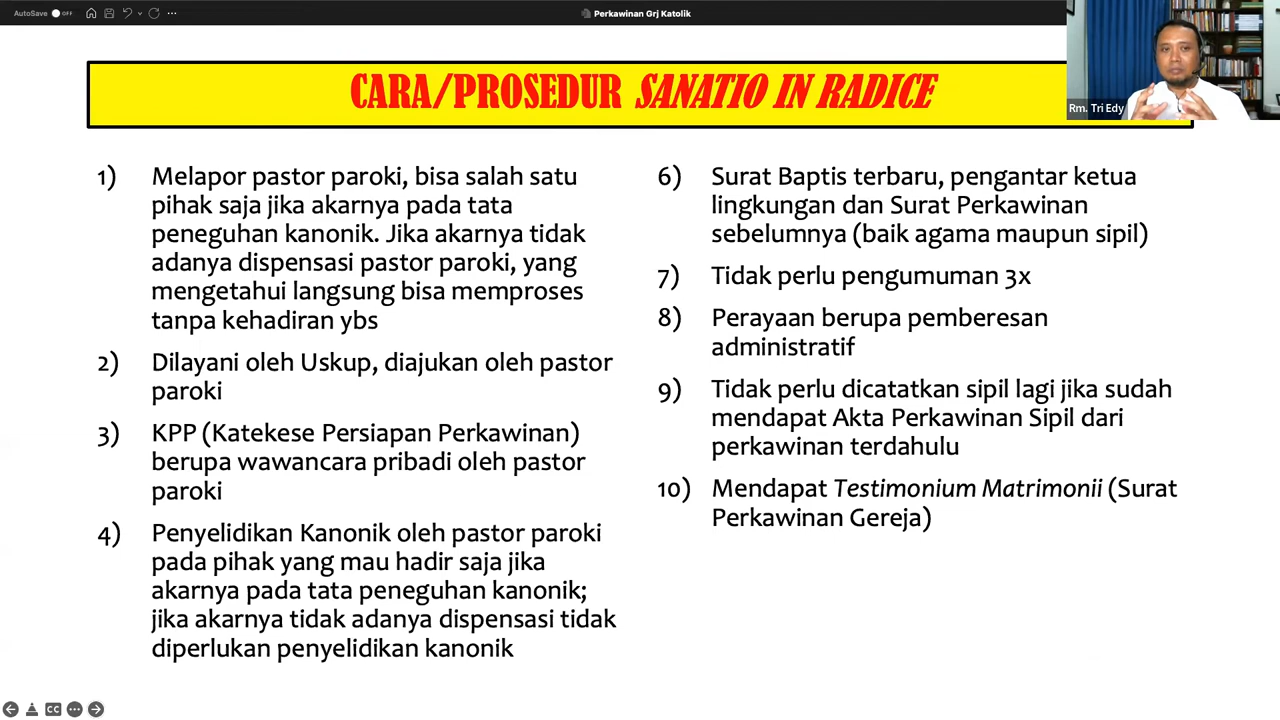 AutoSave OFF
Perkawinan Grj Katolik
CARA/PROSEDUR SANATIO IN RADICE
Rm. Tri Edy
1) Melapor pastor paroki, bisa salah satu
pihak saja jika akarnya pada tata
peneguhan kanonik. Jika akarnya tidak
adanya dispensasi pastor paroki, yang
mengetahui langsung bisa memproses
tanpa kehadiran ybs
2) Dilayani oleh Uskup, diajukan oleh pastor
paroki
3) KPP (Katekese Persiapan Perkawinan)
berupa wawancara pribadi oleh pastor
paroki
4) Penyelidikan Kanonik oleh pastor paroki
pada pihak yang mau hadir saja jika
akarnya pada tata peneguhan kanonik;
jika akarnya tidak adanya dispensasi tidak
diperlukan penyelidikan kanonik
6) Surat Baptis terbaru, pengantar ketua
lingkungan dan Surat Perkawinan
sebelumnya (baik agama maupun sipil)
7) Tidak perlu pengumuman 3x
8) Perayaan berupa pemberesan
administratif
9) Tidak perlu dicatatkan sipil lagi jika sudah
mendapat Akta Perkawinan Sipil dari
perkawinan terdahulu
10) Mendapat Testimonium Matrimonii (Surat
Perkawinan Gereja)
CC